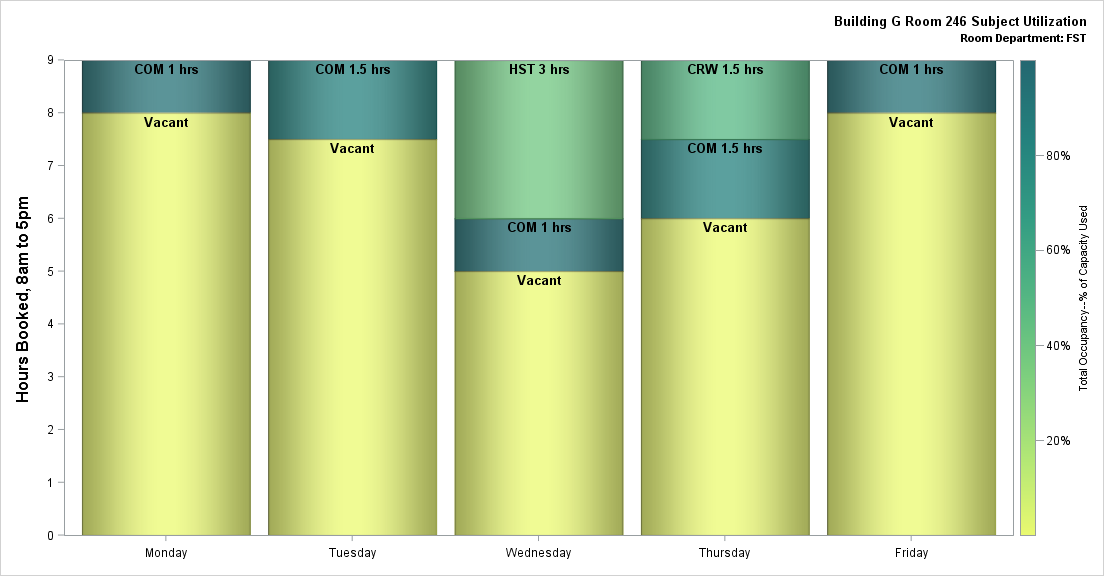 Building G Room 246 Subject Utilization
Room Department: FST
Hours Booked, 8am to 5pm
9
8
7
6
5
4
3
2
1
0
COM 1 hrs
Vacant
COM 1.5 hrs
Vacant
HST 3 hrs
COM 1 hrs
Vacant
CRW 1.5 hrs
COM 1.5 hrs
Vacant
COM 1 hrs
Vacant
Monday
Tuesday
Wednesday
Thursday
Friday
80%
60%
40%
20%
Total Occupancy--% of Capacity Used